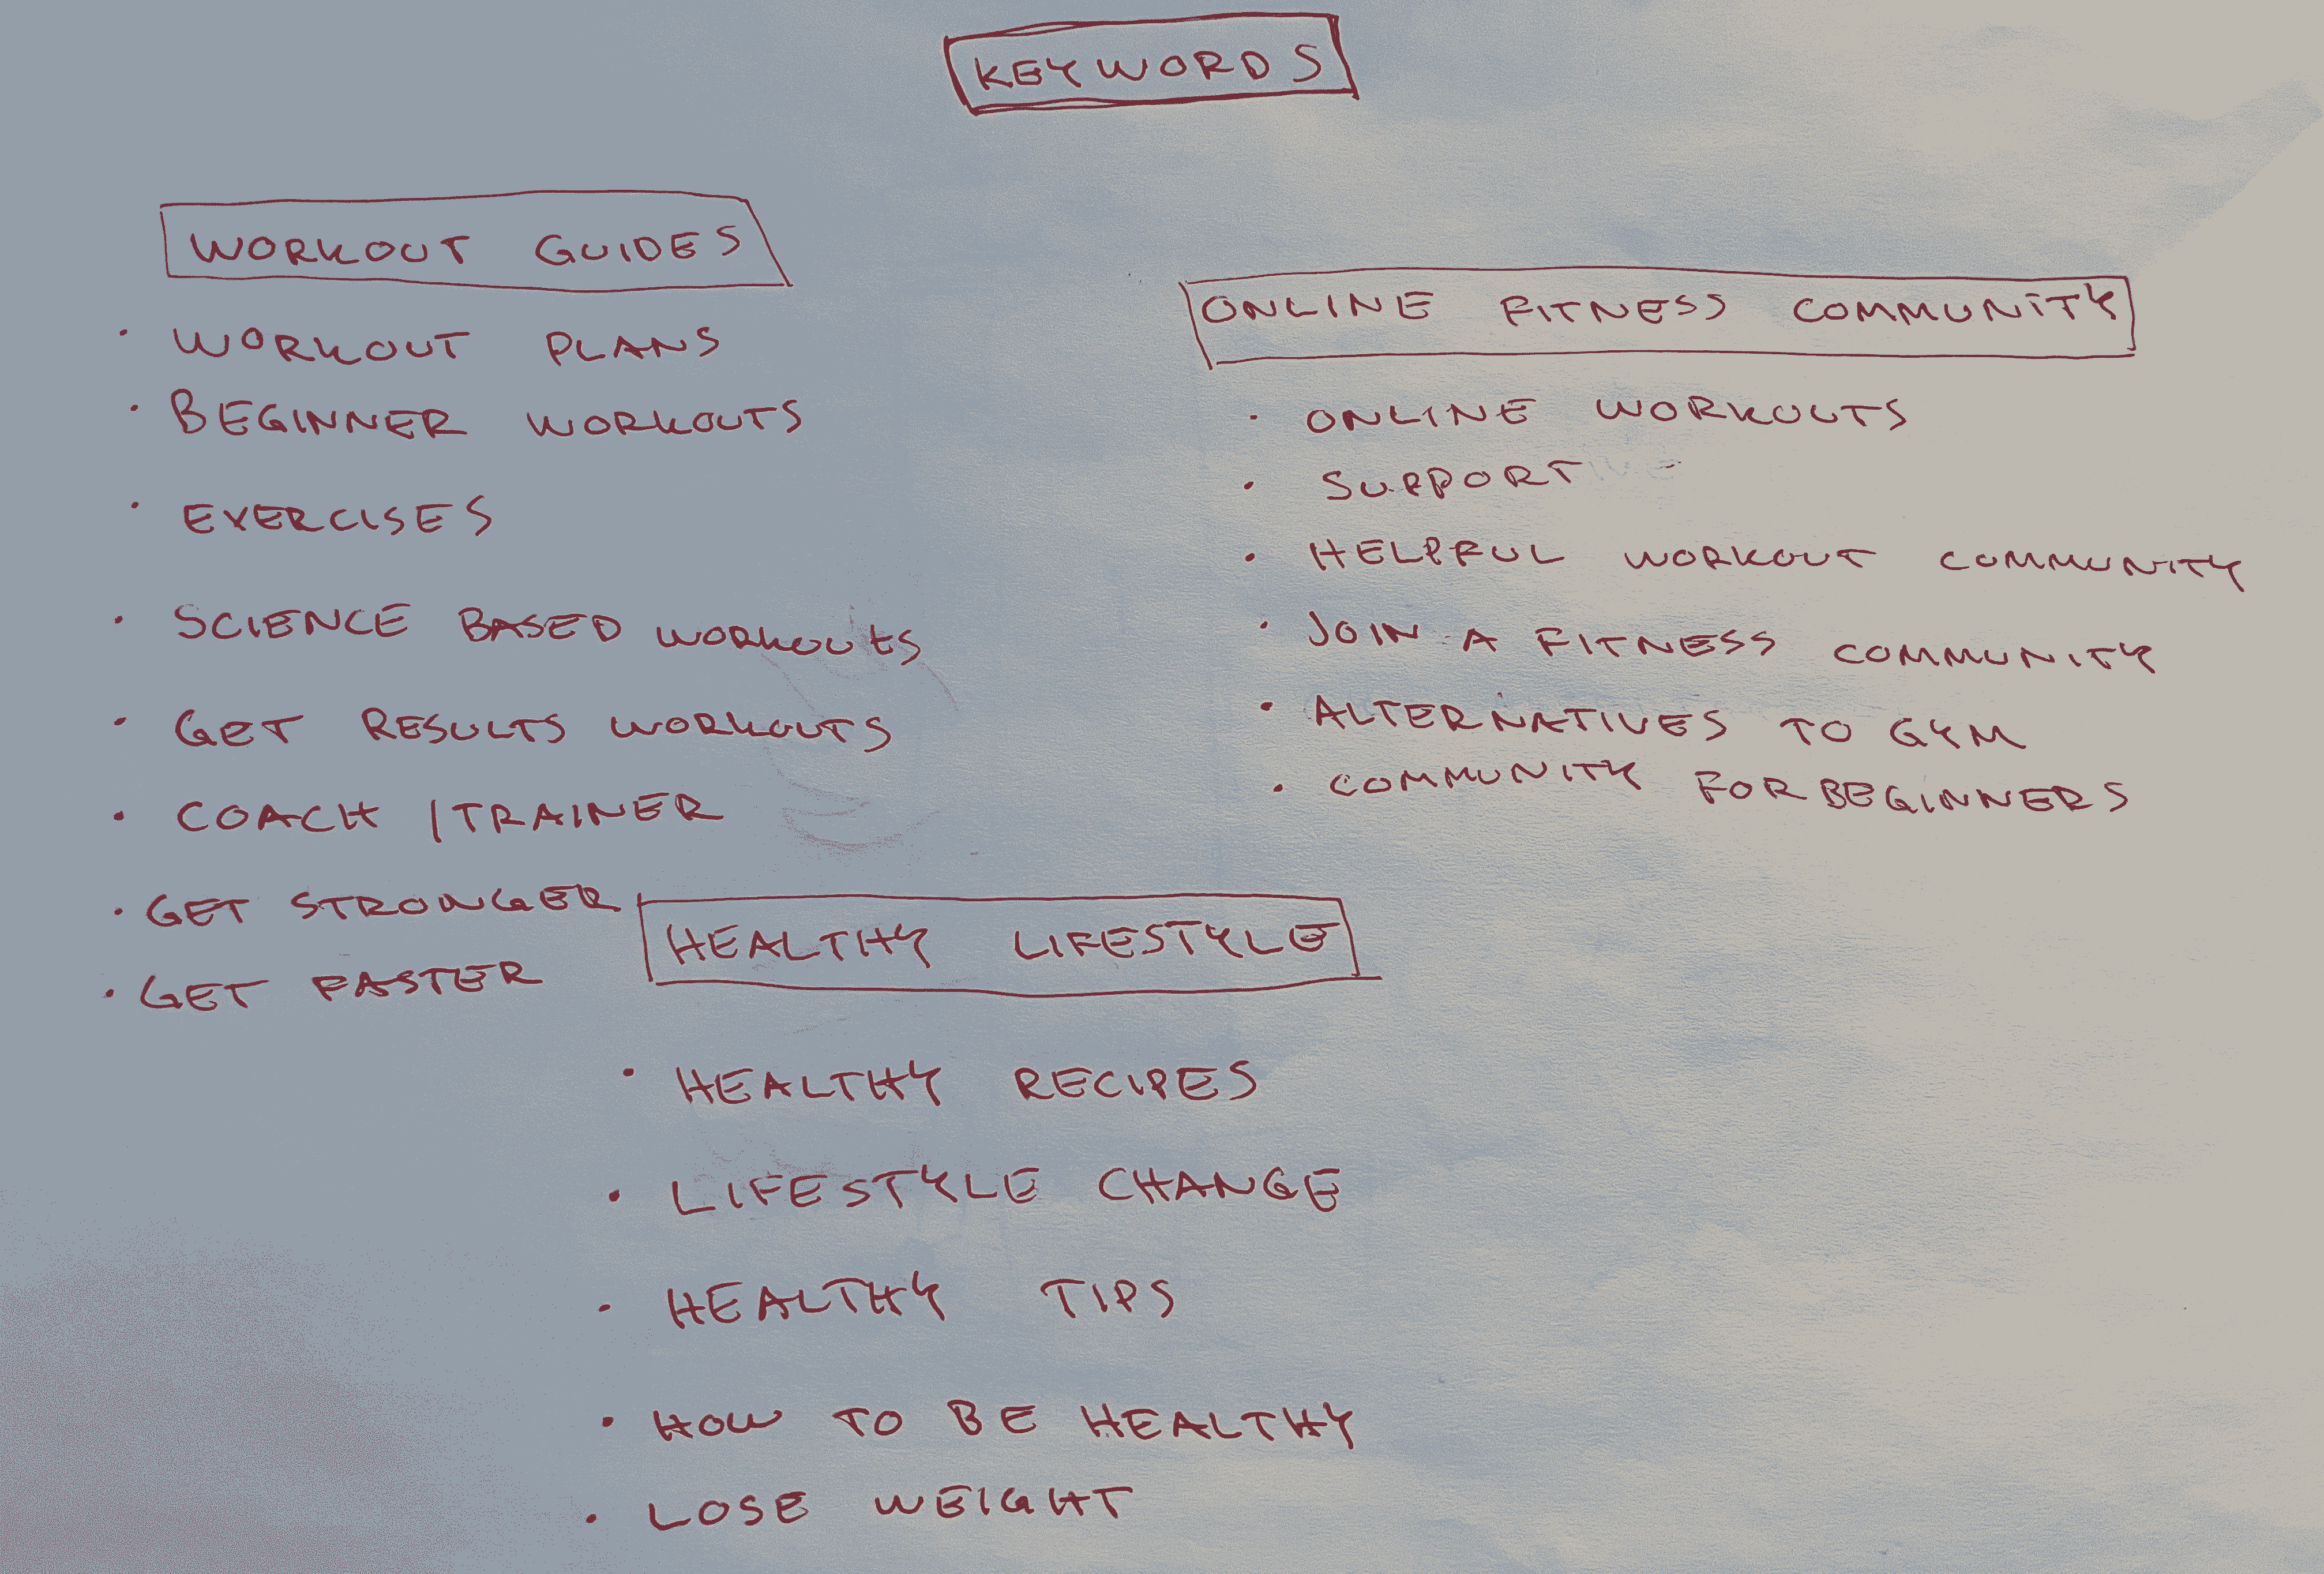 KEYWORDS
WORKOUT GUIDES
• WORKOUT PLANS
• BEGINNER WORKOUTS
• EXERCISES
• SCIENCE BASED WORKOUTS
• GET RESULTS WORKOUTS
• COACH / TRAINER
• GET STRONGER
• GET FASTER
ONLINE FITNESS COMMUNITY
• ONLINE WORKOUTS
• SUPPORT
• HELPFUL WORKOUT COMMUNITY
• JOIN A FITNESS COMMUNITY
• ALTERNATIVES TO GYM
• COMMUNITY FOR BEGINNERS
HEALTHY LIFESTYLE
• HEALTHY RECIPES
• LIFESTYLE CHANGE
• HEALTHY TIPS
• HOW TO BE HEALTHY
• LOSE WEIGHT